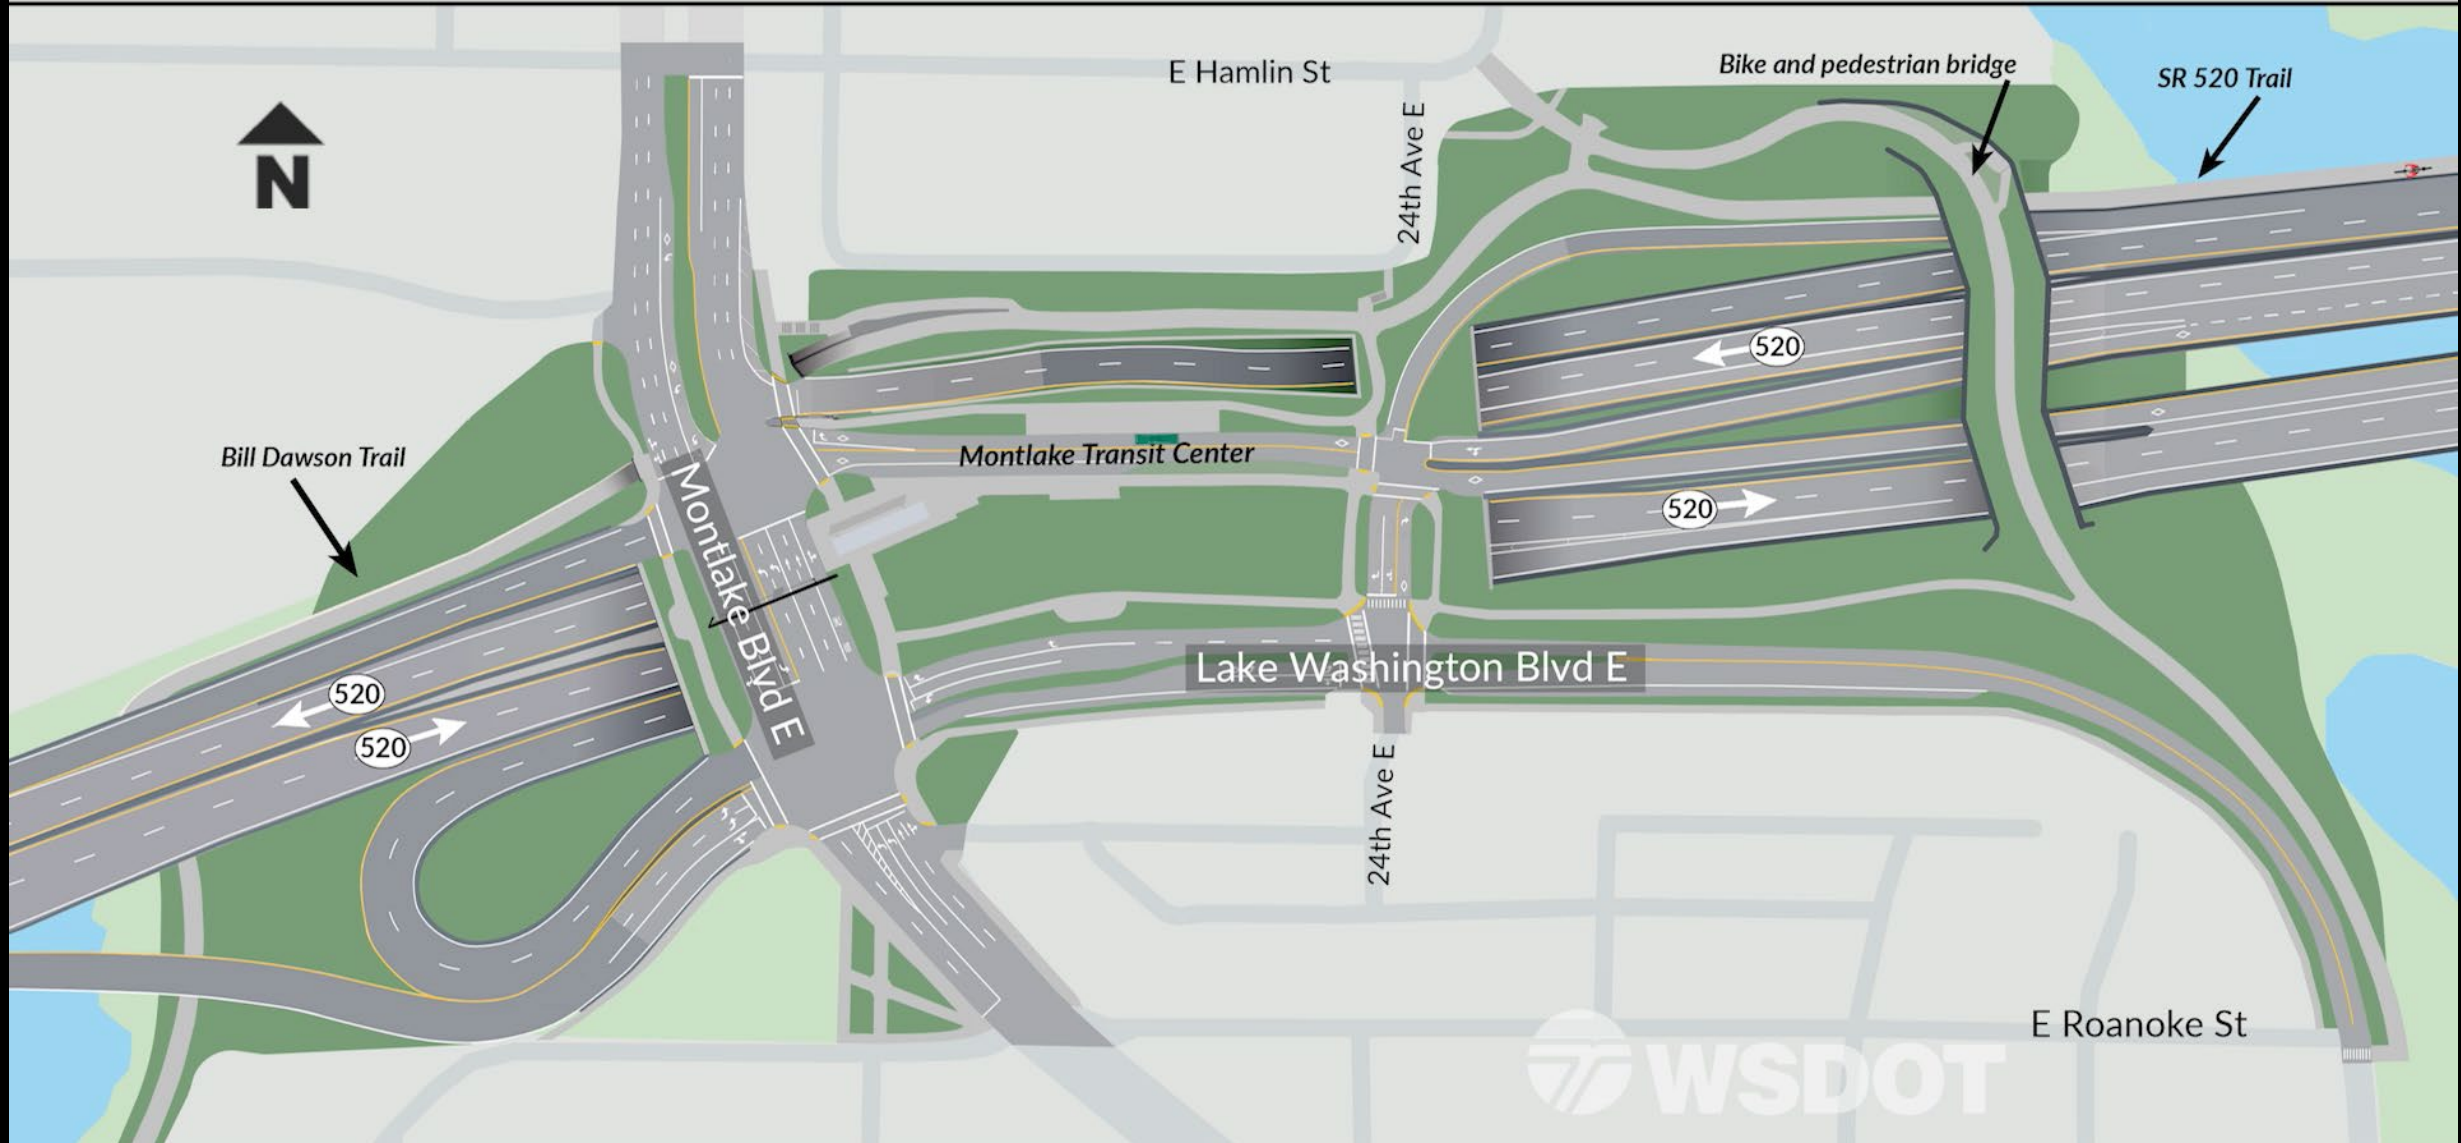 E Hamlin St
Bike and pedestrian bridge
SR 520 Trail
N
24th Ave E
520
Bill Dawson Trail
Montlake Transit Center
520
Montlake Blvd E
Lake Washington Blvd E
520
520
24th Ave E
E Roanoke St
WSDOT